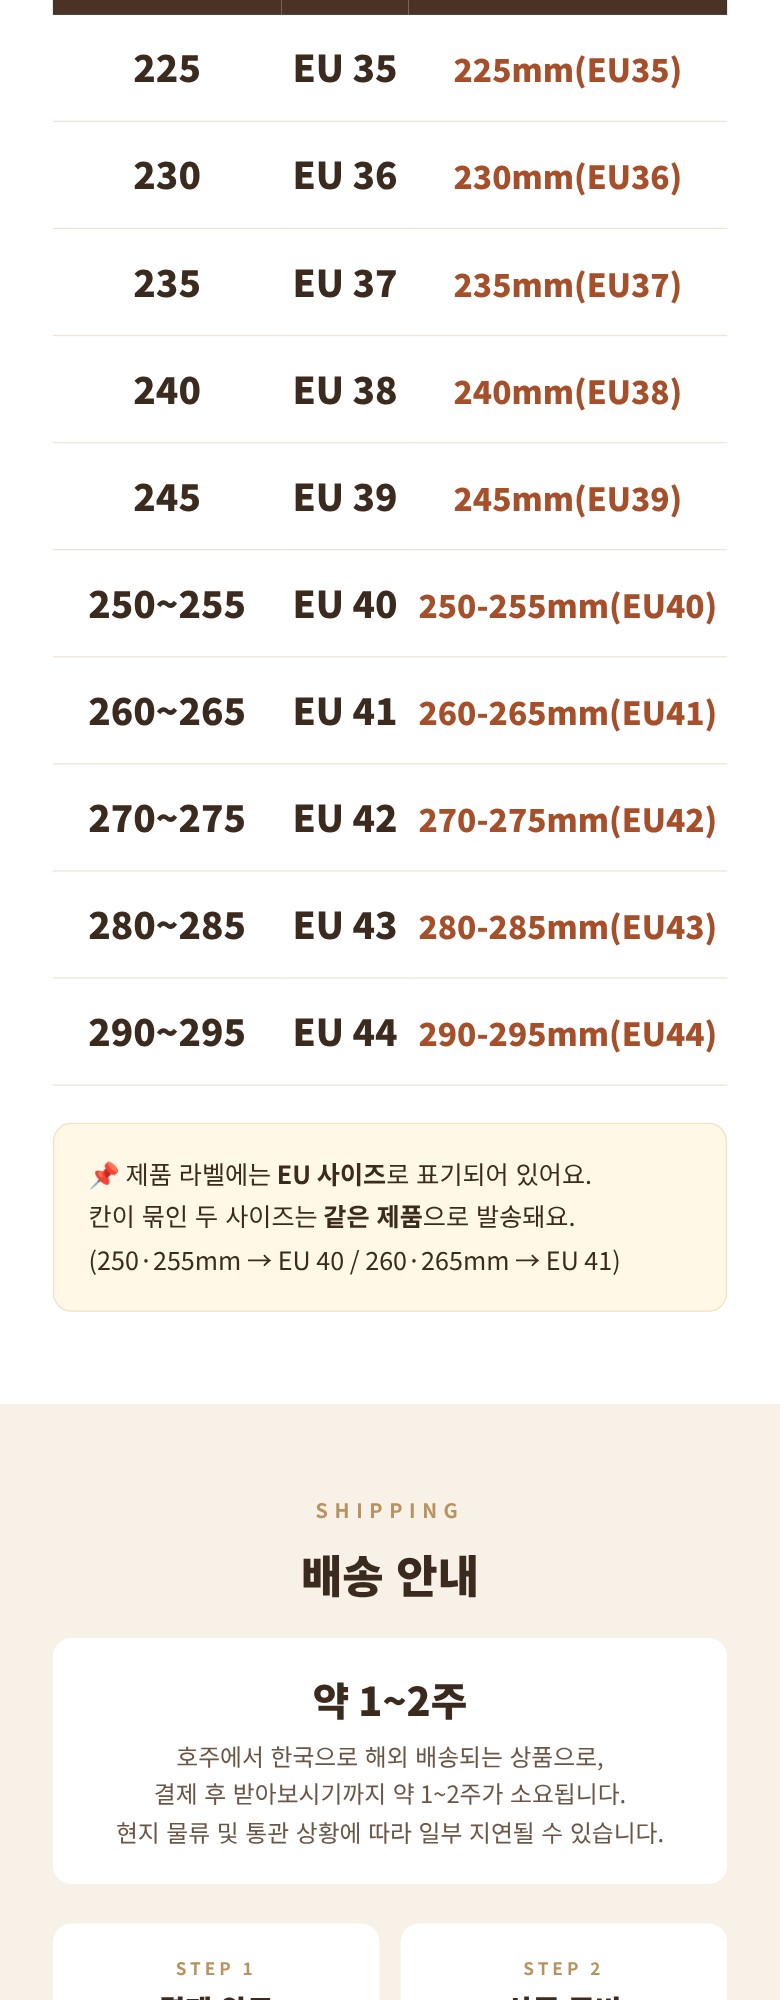 225 EU 35 225mm(EU35)
230 EU 36 230mm(EU36)
235 EU 37 235mm(EU37)
240 EU 38 240mm(EU38)
245 EU 39 245mm(EU39)
250~255 EU 40 250-255mm(EU40)
260~265 EU 41 260-265mm(EU41)
270~275 EU 42 270-275mm(EU42)
280~285 EU 43 280-285mm(EU43)
290~295 EU 44 290-295mm(EU44)
📌 제품 라벨에는 EU 사이즈로 표기되어 있어요.
칸이 묶인 두 사이즈는 같은 제품으로 발송돼요.
(250·255mm → EU 40 / 260·265mm → EU 41)
SHIPPING
배송 안내
약 1~2주
호주에서 한국으로 해외 배송되는 상품으로,
결제 후 받아보시기까지 약 1~2주가 소요됩니다.
현지 물류 및 통관 상황에 따라 일부 지연될 수 있습니다.
STEP 1 STEP 2